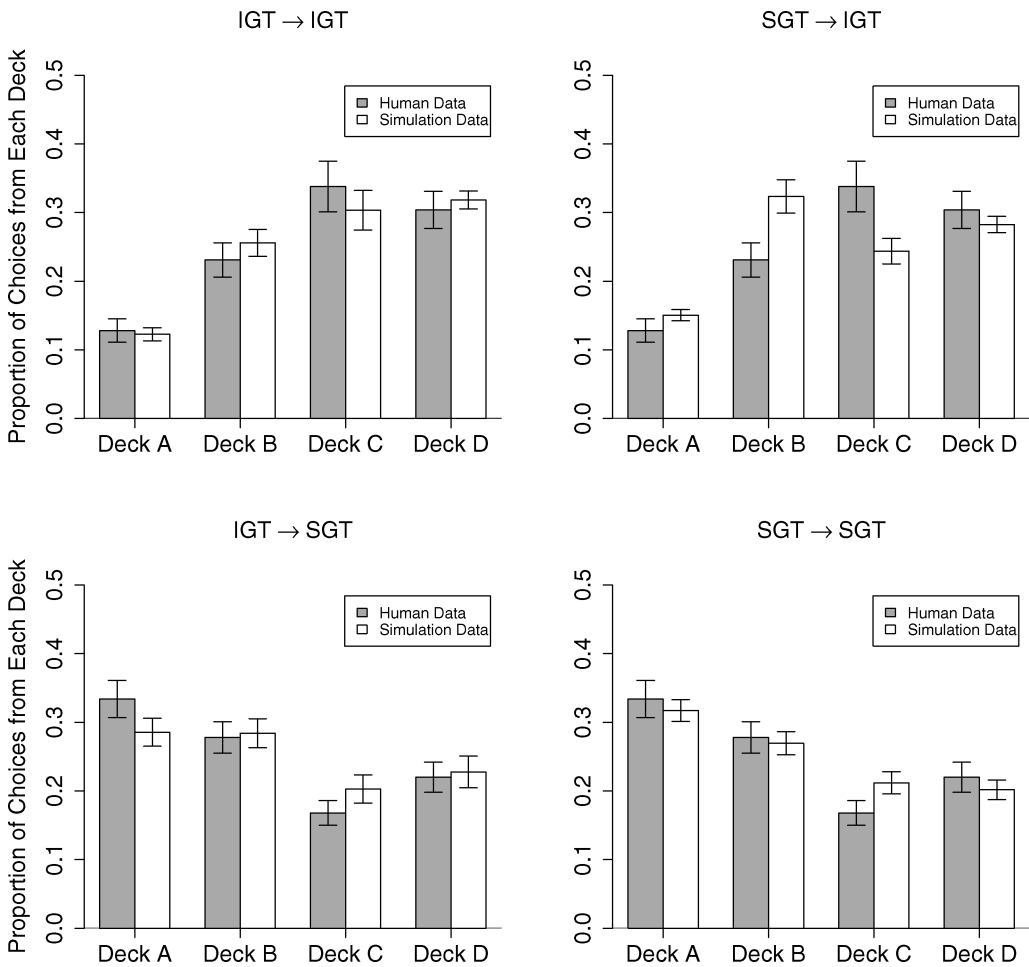 IGT → IGT
Proportion of Choices from Each Deck
0.5
0.4
0.3
0.2
0.1
0.0
Human Data
Simulation Data
Deck A Deck B Deck C Deck D
SGT → IGT
0.5
0.4
0.3
0.2
0.1
0.0
Human Data
Simulation Data
Deck A Deck B Deck C Deck D
IGT → SGT
Proportion of Choices from Each Deck
0.5
0.4
0.3
0.2
0.1
0.0
Human Data
Simulation Data
Deck A Deck B Deck C Deck D
SGT → SGT
0.5
0.4
0.3
0.2
0.1
0.0
Human Data
Simulation Data
Deck A Deck B Deck C Deck D